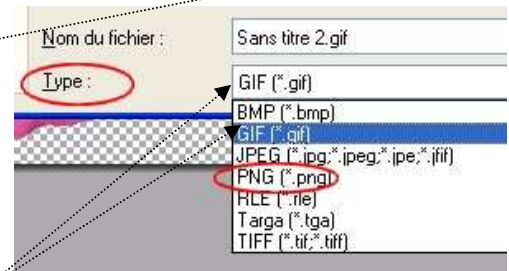 Nom du fichier : Sans titre 2.gif
Type : GIF (*.gif)
BMP (*.bmp)
GIF (*.gif)
JPEG (*.jpg;*.jpeg;*.jpe;*.jfif)
PNG (*.png)
RLE (*.rle)
Targa (*.tga)
TIFF (*.tif;*.tiff)